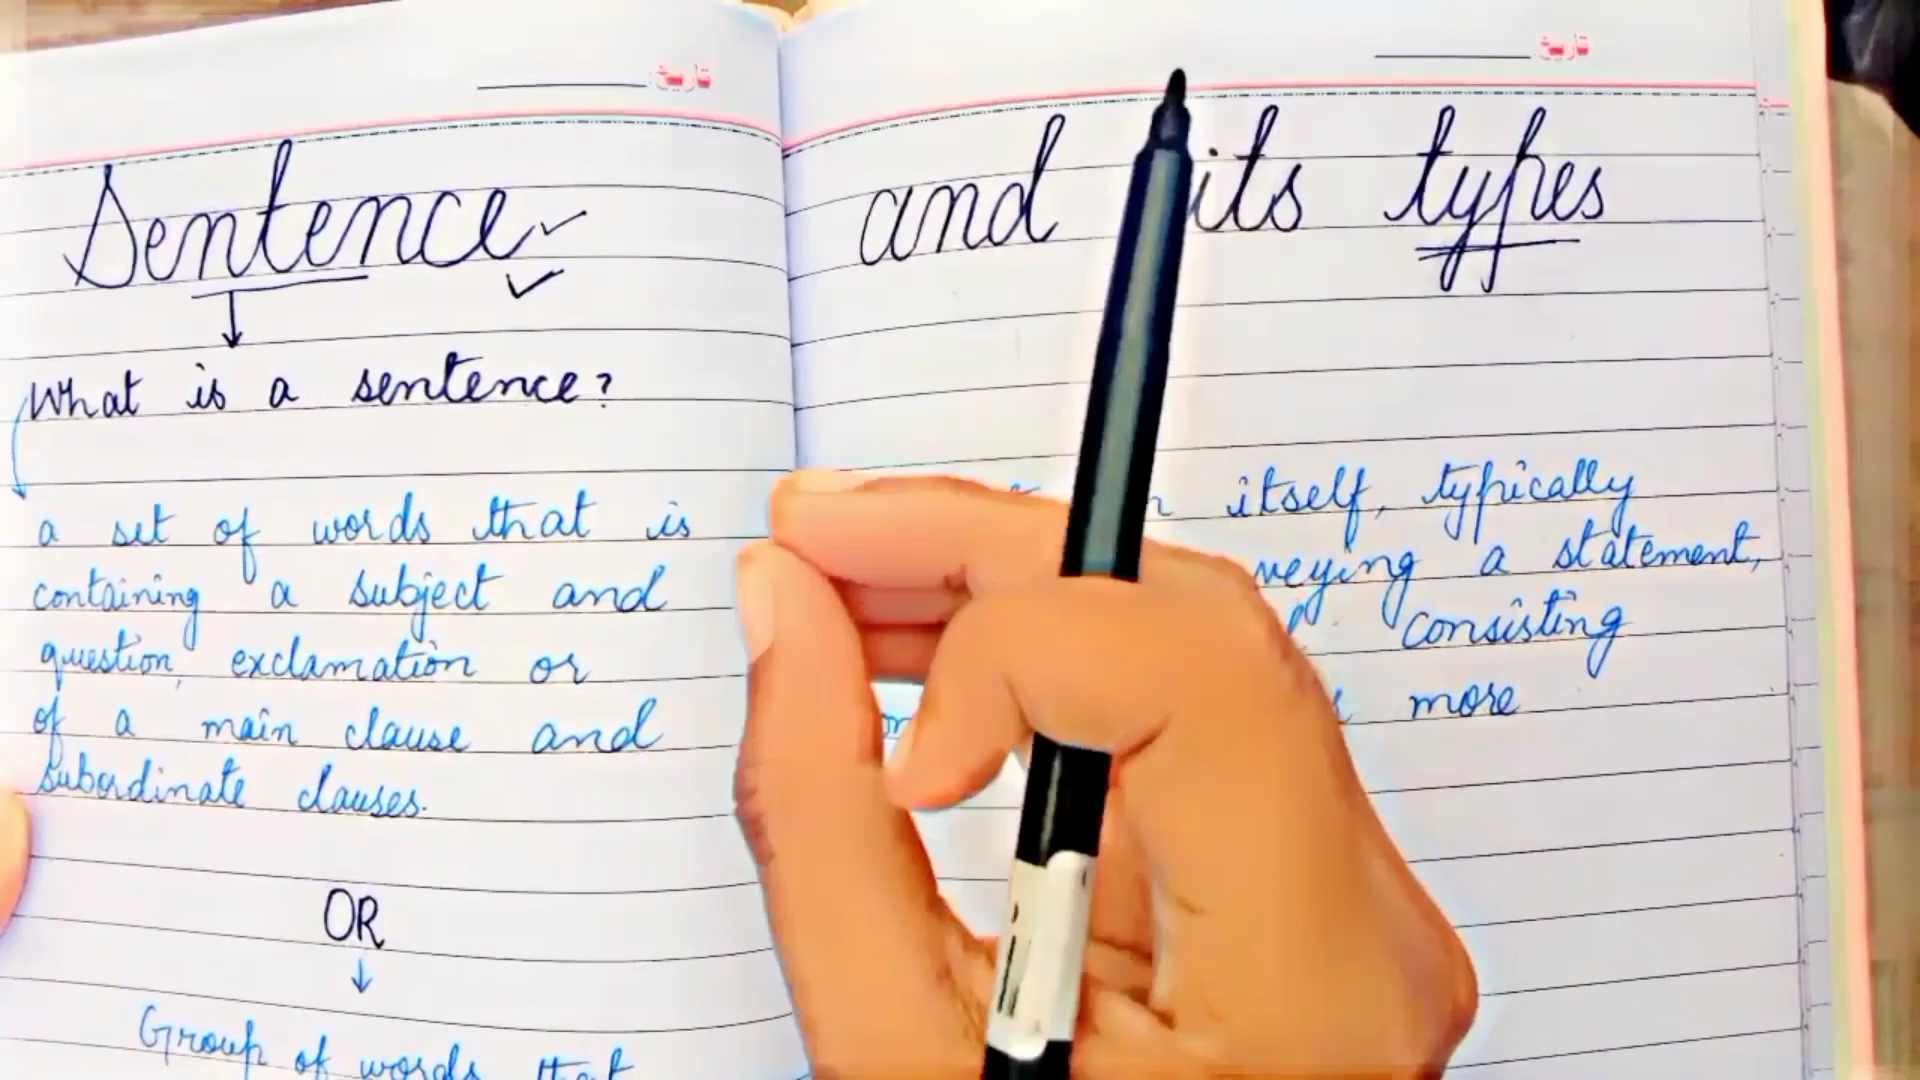 تاریخ
تاریخ
Sentence and its types
What is a sentence?
a set of words that is itself, typically
containing a subject and veying a statement,
question, exclamation or consisting
of a main clause and more
subordinate clauses.
OR
Group of words that